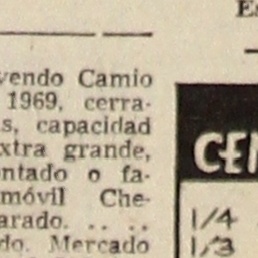 Es
vendo Camio
1969, cerra-
s, capacidad
xtra grande,
ntado o fa-
móvil Che-
arado. .. ..
do. Mercado
CEN
1/4
1/3